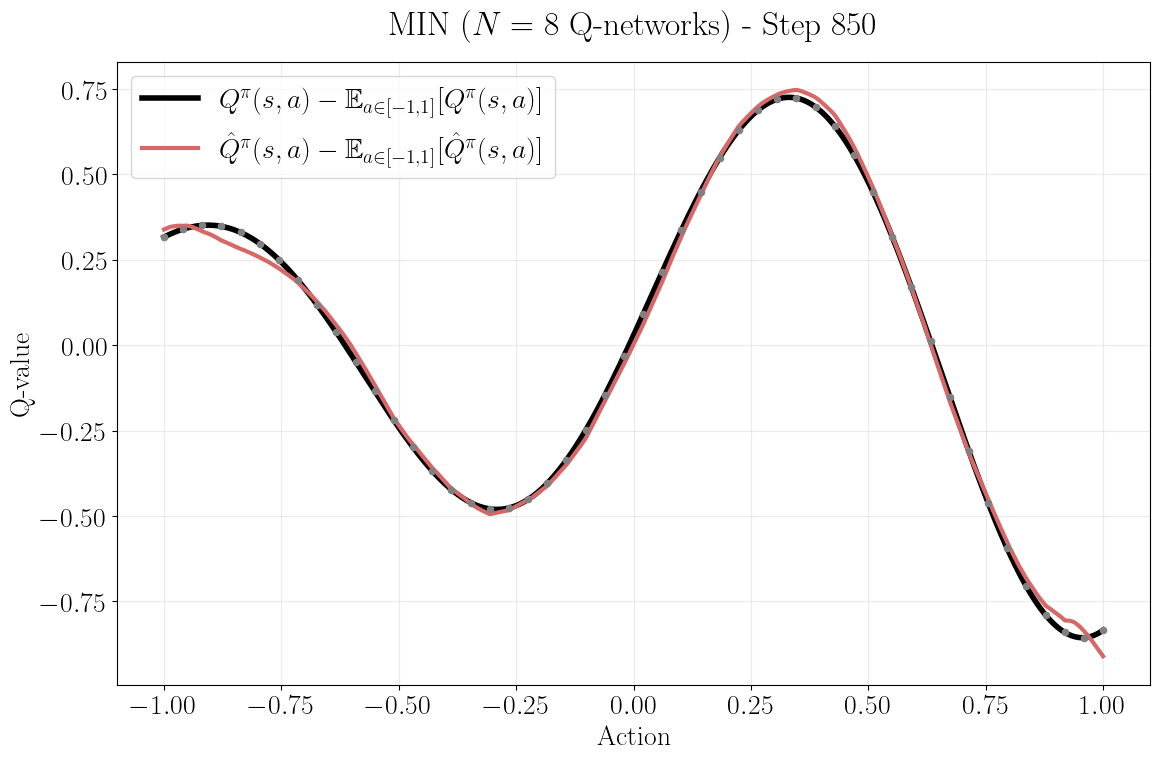 MIN (N = 8 Q-networks) - Step 850
Q^π(s, a) − 𝔼_{a∈[−1,1]}[Q^π(s, a)]
Q̂^π(s, a) − 𝔼_{a∈[−1,1]}[Q̂^π(s, a)]
0.75
0.50
0.25
0.00
−0.25
−0.50
−0.75
Q-value
−1.00 −0.75 −0.50 −0.25 0.00 0.25 0.50 0.75 1.00
Action